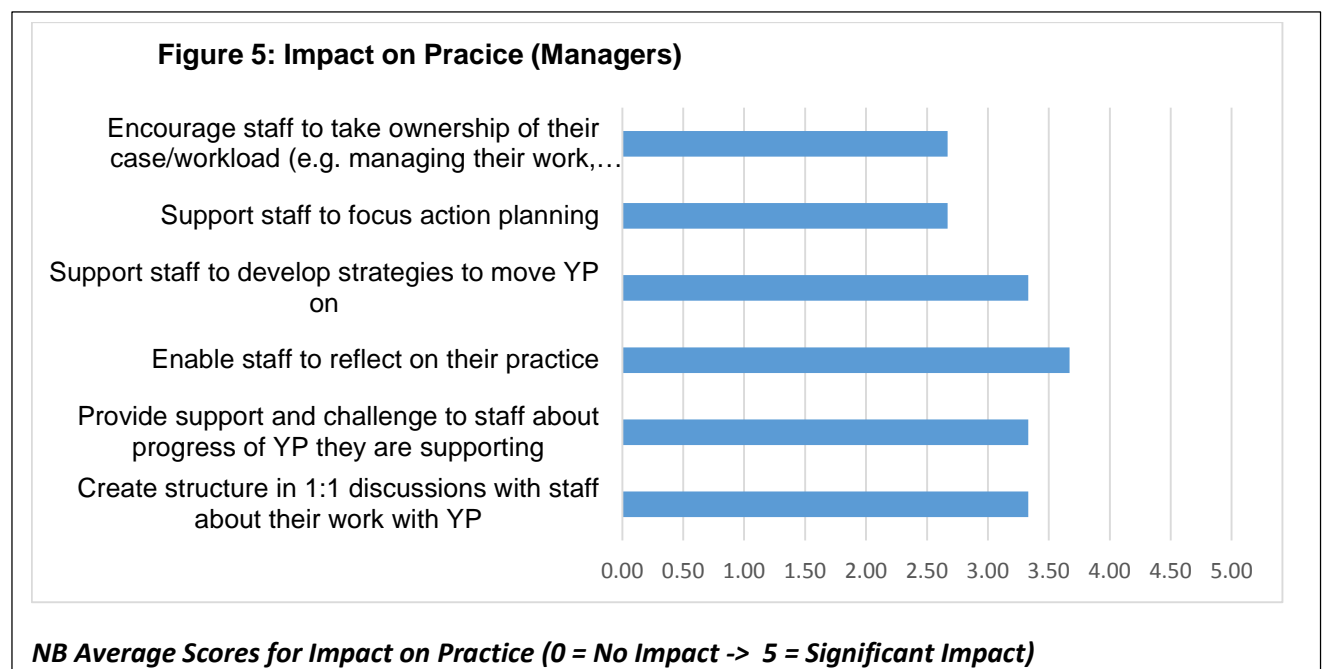 Figure 5: Impact on Pracice (Managers)
Encourage staff to take ownership of their
case/workload (e.g. managing their work,…
Support staff to focus action planning
Support staff to develop strategies to move YP
on
Enable staff to reflect on their practice
Provide support and challenge to staff about
progress of YP they are supporting
Create structure in 1:1 discussions with staff
about their work with YP
0.00 0.50 1.00 1.50 2.00 2.50 3.00 3.50 4.00 4.50 5.00
NB Average Scores for Impact on Practice (0 = No Impact -> 5 = Significant Impact)